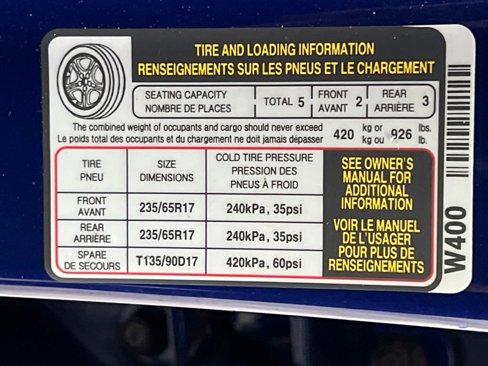 TIRE AND LOADING INFORMATION
RENSEIGNEMENTS SUR LES PNEUS ET LE CHARGEMENT
SEATING CAPACITY
NOMBRE DE PLACES
TOTAL 5
FRONT
AVANT 2
REAR
ARRIÈRE 3
The combined weight of occupants and cargo should never exceed
Le poids total des occupants et du chargement ne doit jamais dépasser
420 kg or
kg ou
926 lbs.
lb.
TIRE
PNEU
SIZE
DIMENSIONS
COLD TIRE PRESSURE
PRESSION DES
PNEUS À FROID
FRONT
AVANT
235/65R17
240kPa, 35psi
REAR
ARRIÈRE
235/65R17
240kPa, 35psi
SPARE
DE SECOURS
T135/90D17
420kPa, 60psi
SEE OWNER'S
MANUAL FOR
ADDITIONAL
INFORMATION
VOIR LE MANUEL
DE L'USAGER
POUR PLUS DE
RENSEIGNEMENTS
W400